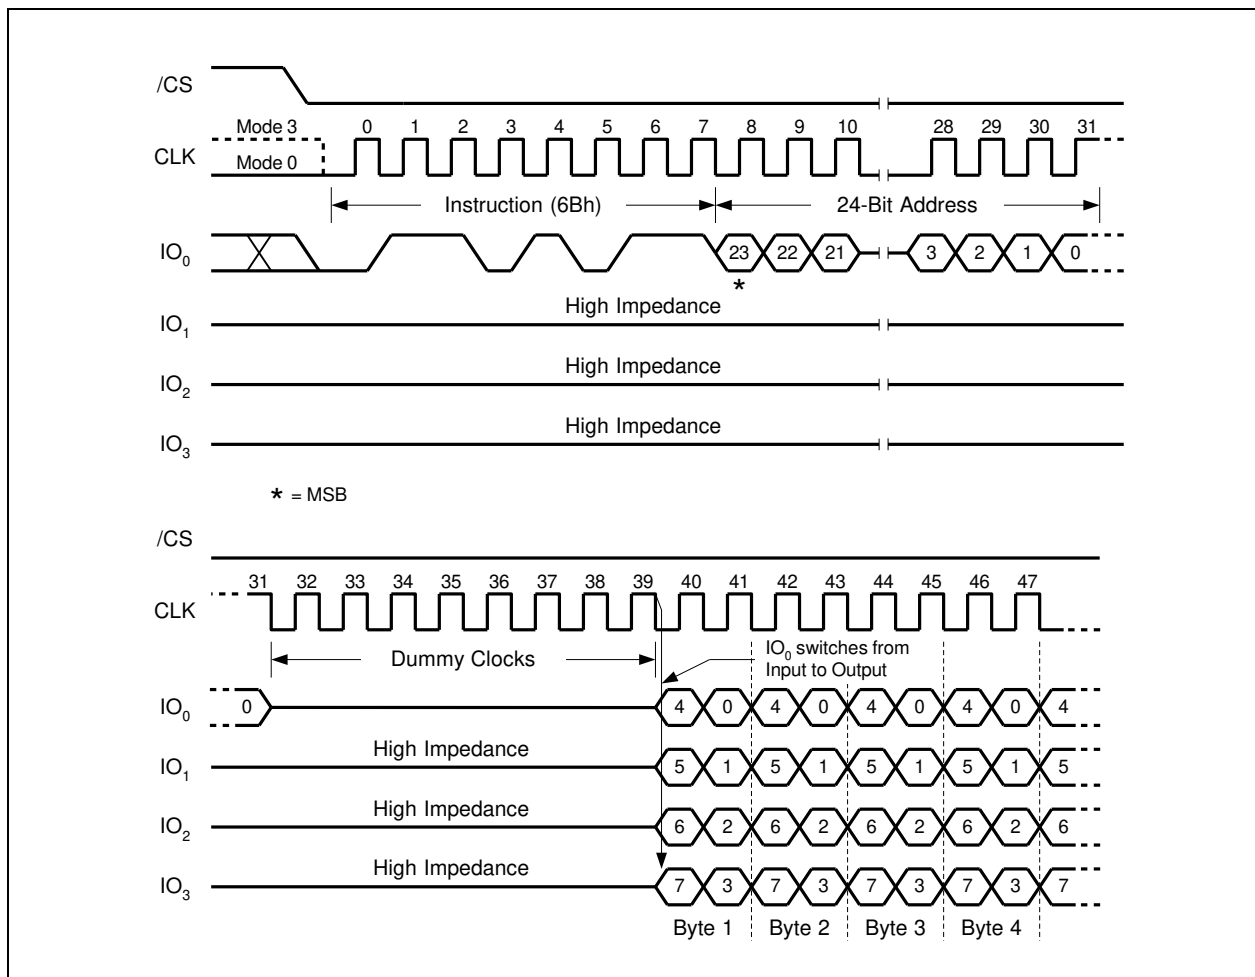 /CS
Mode 3 0 1 2 3 4 5 6 7 8 9 10 28 29 30 31
CLK
Mode 0
Instruction (6Bh) 24-Bit Address
IO0 23 22 21 3 2 1 0
*
High Impedance
IO1
High Impedance
IO2
High Impedance
IO3
* = MSB
/CS
31 32 33 34 35 36 37 38 39 40 41 42 43 44 45 46 47
CLK
IO0 switches from
Dummy Clocks
Input to Output
IO0 0 4 0 4 0 4 0 4 0 4
High Impedance
IO1 5 1 5 1 5 1 5 1 5
High Impedance
IO2 6 2 6 2 6 2 6 2 6
High Impedance
IO3 7 3 7 3 7 3 7 3 7
Byte 1 Byte 2 Byte 3 Byte 4